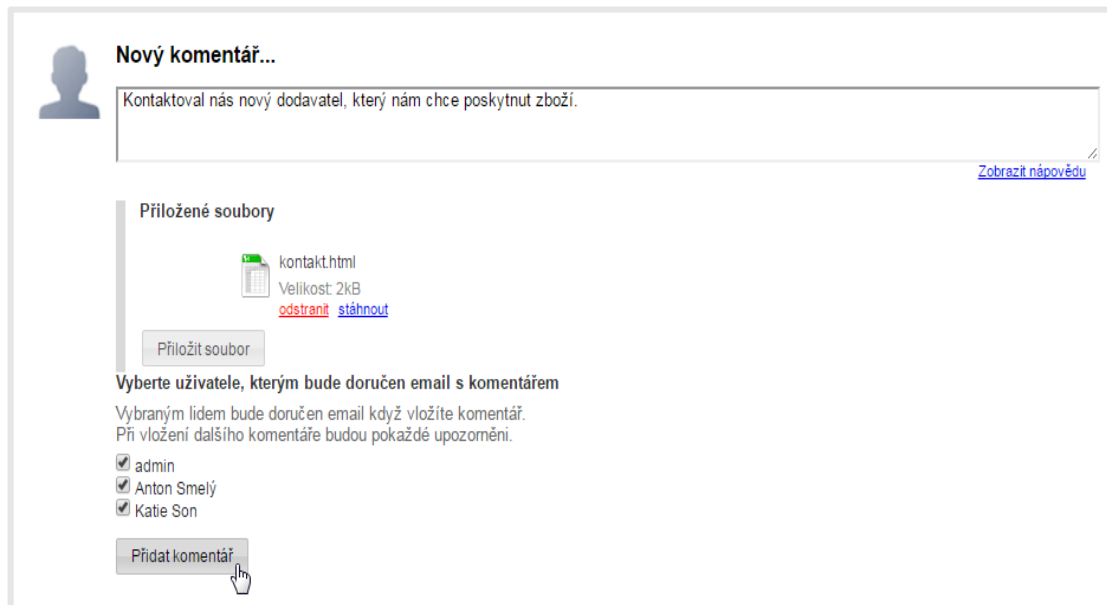 Nový komentář...
Kontaktoval nás nový dodavatel, který nám chce poskytnut zboží.
Zobrazit nápovědu
Přiložené soubory
kontakt.html
Velikost: 2kB
odstranit stáhnout
Přiložit soubor
Vyberte uživatele, kterým bude doručen email s komentářem
Vybraným lidem bude doručen email když vložíte komentář.
Při vložení dalšího komentáře budou pokaždé upozorněni.
admin
Anton Smelý
Katie Son
Přidat komentář